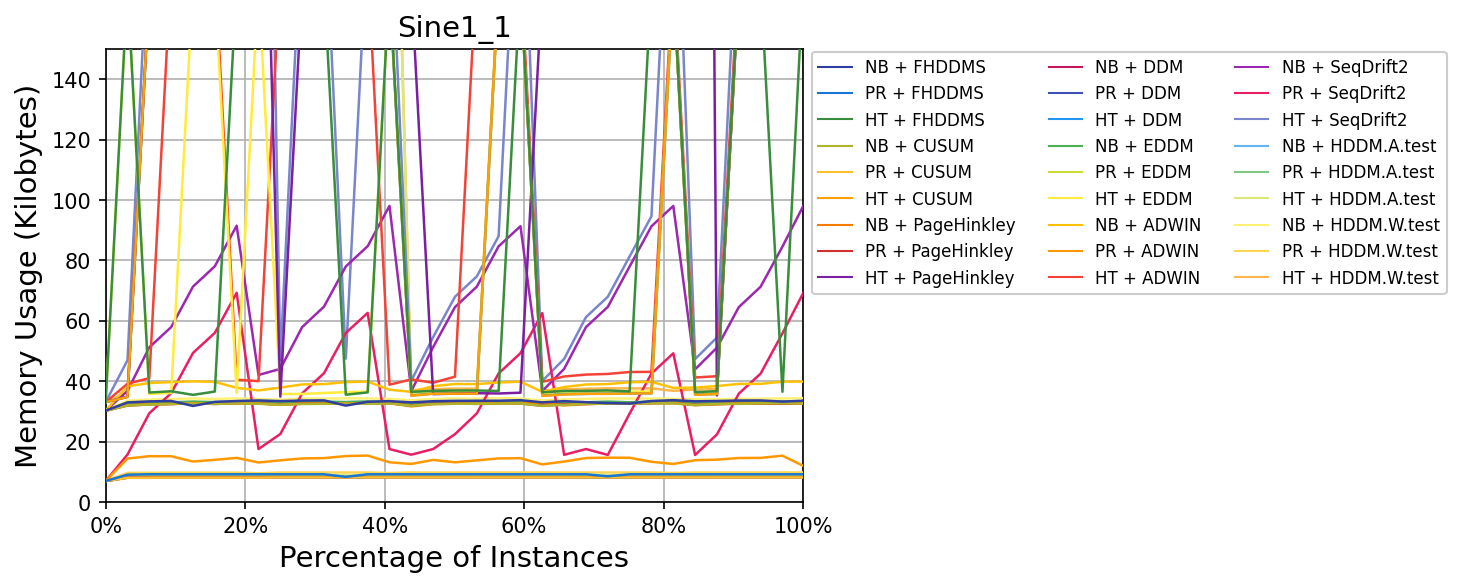 Sine1_1
Memory Usage (Kilobytes)
140
120
100
80
60
40
20
0
0%
20%
40%
60%
80%
100%
Percentage of Instances
NB + FHDDMS
PR + FHDDMS
HT + FHDDMS
NB + CUSUM
PR + CUSUM
HT + CUSUM
NB + PageHinkley
PR + PageHinkley
HT + PageHinkley
NB + DDM
PR + DDM
HT + DDM
NB + EDDM
PR + EDDM
HT + EDDM
NB + ADWIN
PR + ADWIN
HT + ADWIN
NB + SeqDrift2
PR + SeqDrift2
HT + SeqDrift2
NB + HDDM.A.test
PR + HDDM.A.test
HT + HDDM.A.test
NB + HDDM.W.test
PR + HDDM.W.test
HT + HDDM.W.test